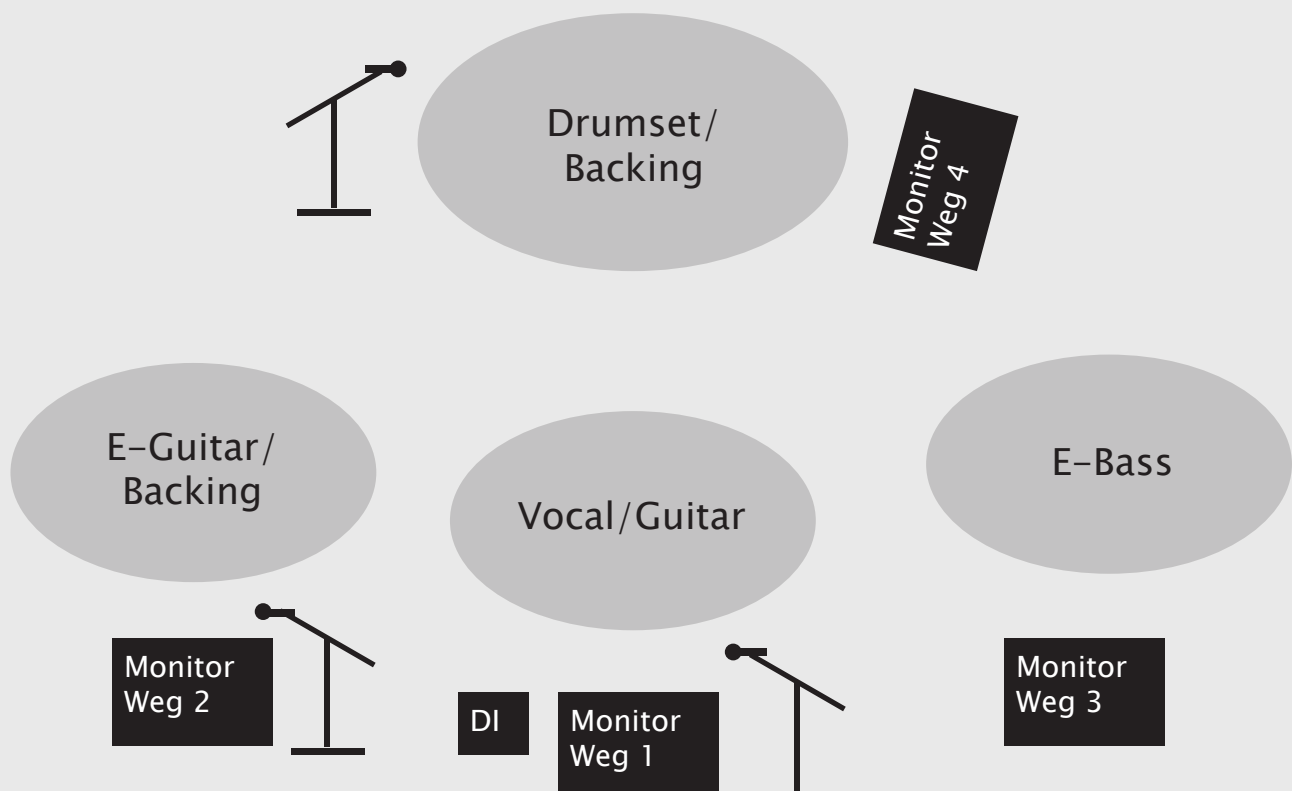 Drumset/
Backing
Monitor
Weg 4
E-Guitar/
Backing
Vocal/Guitar
E-Bass
Monitor
Weg 2
DI
Monitor
Weg 1
Monitor
Weg 3